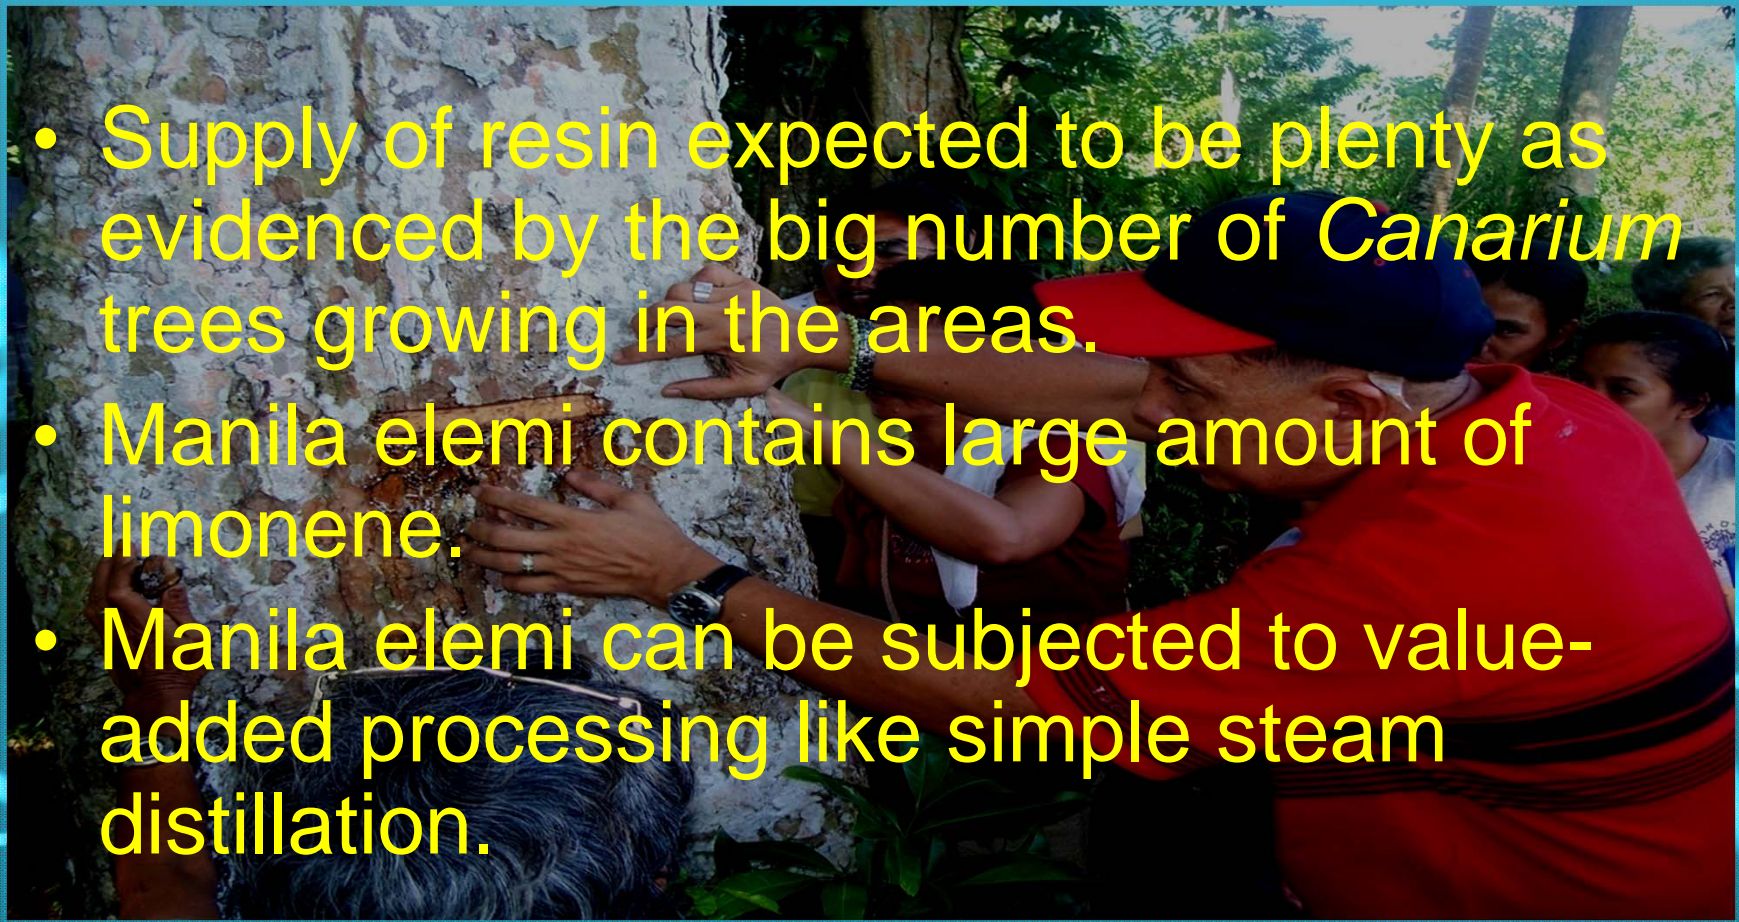 • Supply of resin expected to be plenty as
evidenced by the big number of Canarium
trees growing in the areas.
• Manila elemi contains large amount of
limonene.
• Manila elemi can be subjected to value-
added processing like simple steam
distillation.